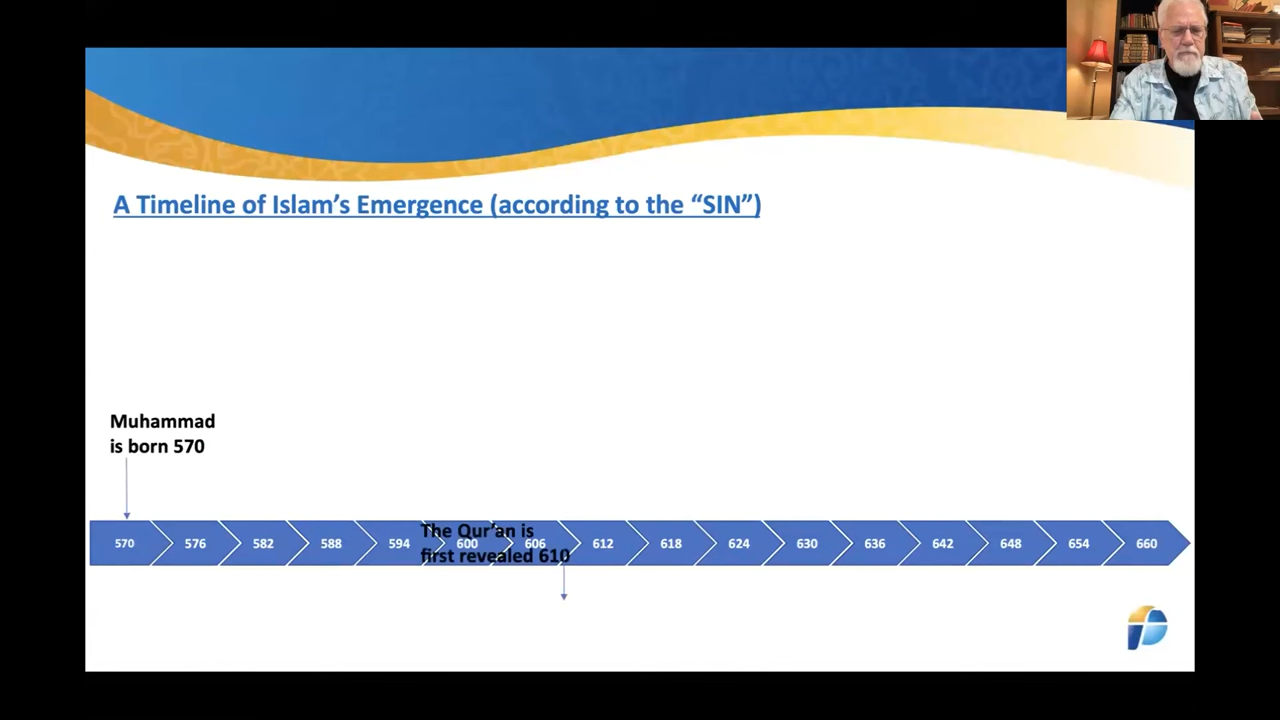 A Timeline of Islam’s Emergence (according to the “SIN”)
Muhammad
is born 570
The Qur’an is
first revealed 610
570 576 582 588 594 600 606 612 618 624 630 636 642 648 654 660